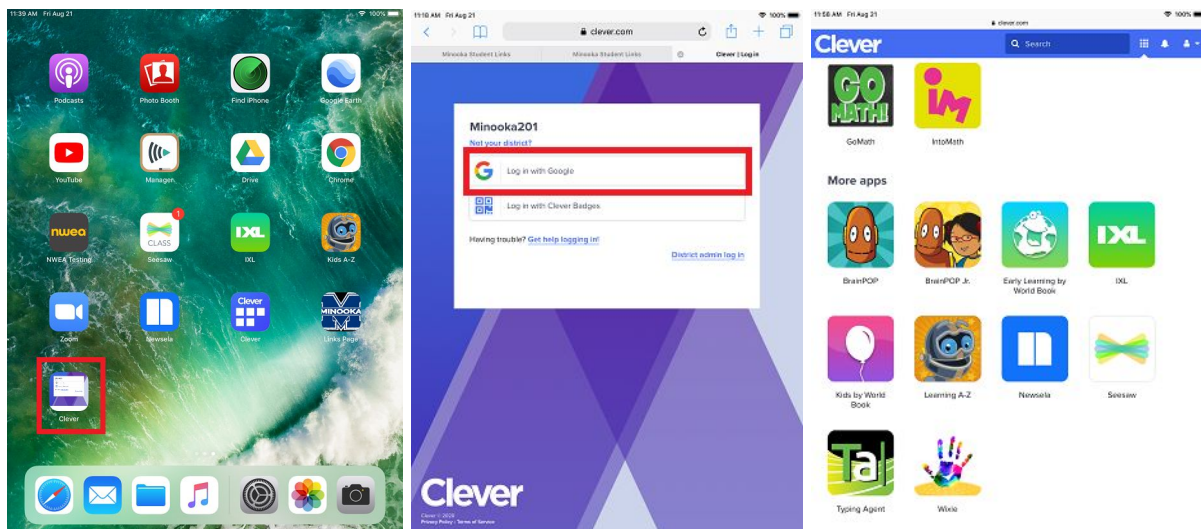 11:39 AM Fri Aug 21 100%
Podcasts Photo Booth Find iPhone Google Earth
YouTube Manager. Drive Chrome
nwea 1 CLASS IXL
NWEA Testing Seesaw IXL Kids A-Z
Clever MINOOKA
Zoom Newsela Clever Links Page
Clever
11:18 AM Fri Aug 21 100%
clever.com
Minooka Student Links Minooka Student Links Clever | Log in
Minooka201
Not your district?
Log in with Google
Log in with Clever Badges
Having trouble? Get help logging in!
District admin log in
Clever
Clever © 2020
Privacy Policy - Terms of Service
11:58 AM Fri Aug 21 100%
clever.com
Clever Search
GO MATH! im
GoMath IntoMath
More apps
IXL
BrainPOP BrainPOP Jr. Early Learning by World Book IXL
Kids by World Book Learning A-Z Newsela Seesaw
Ta
Typing Agent Wixie